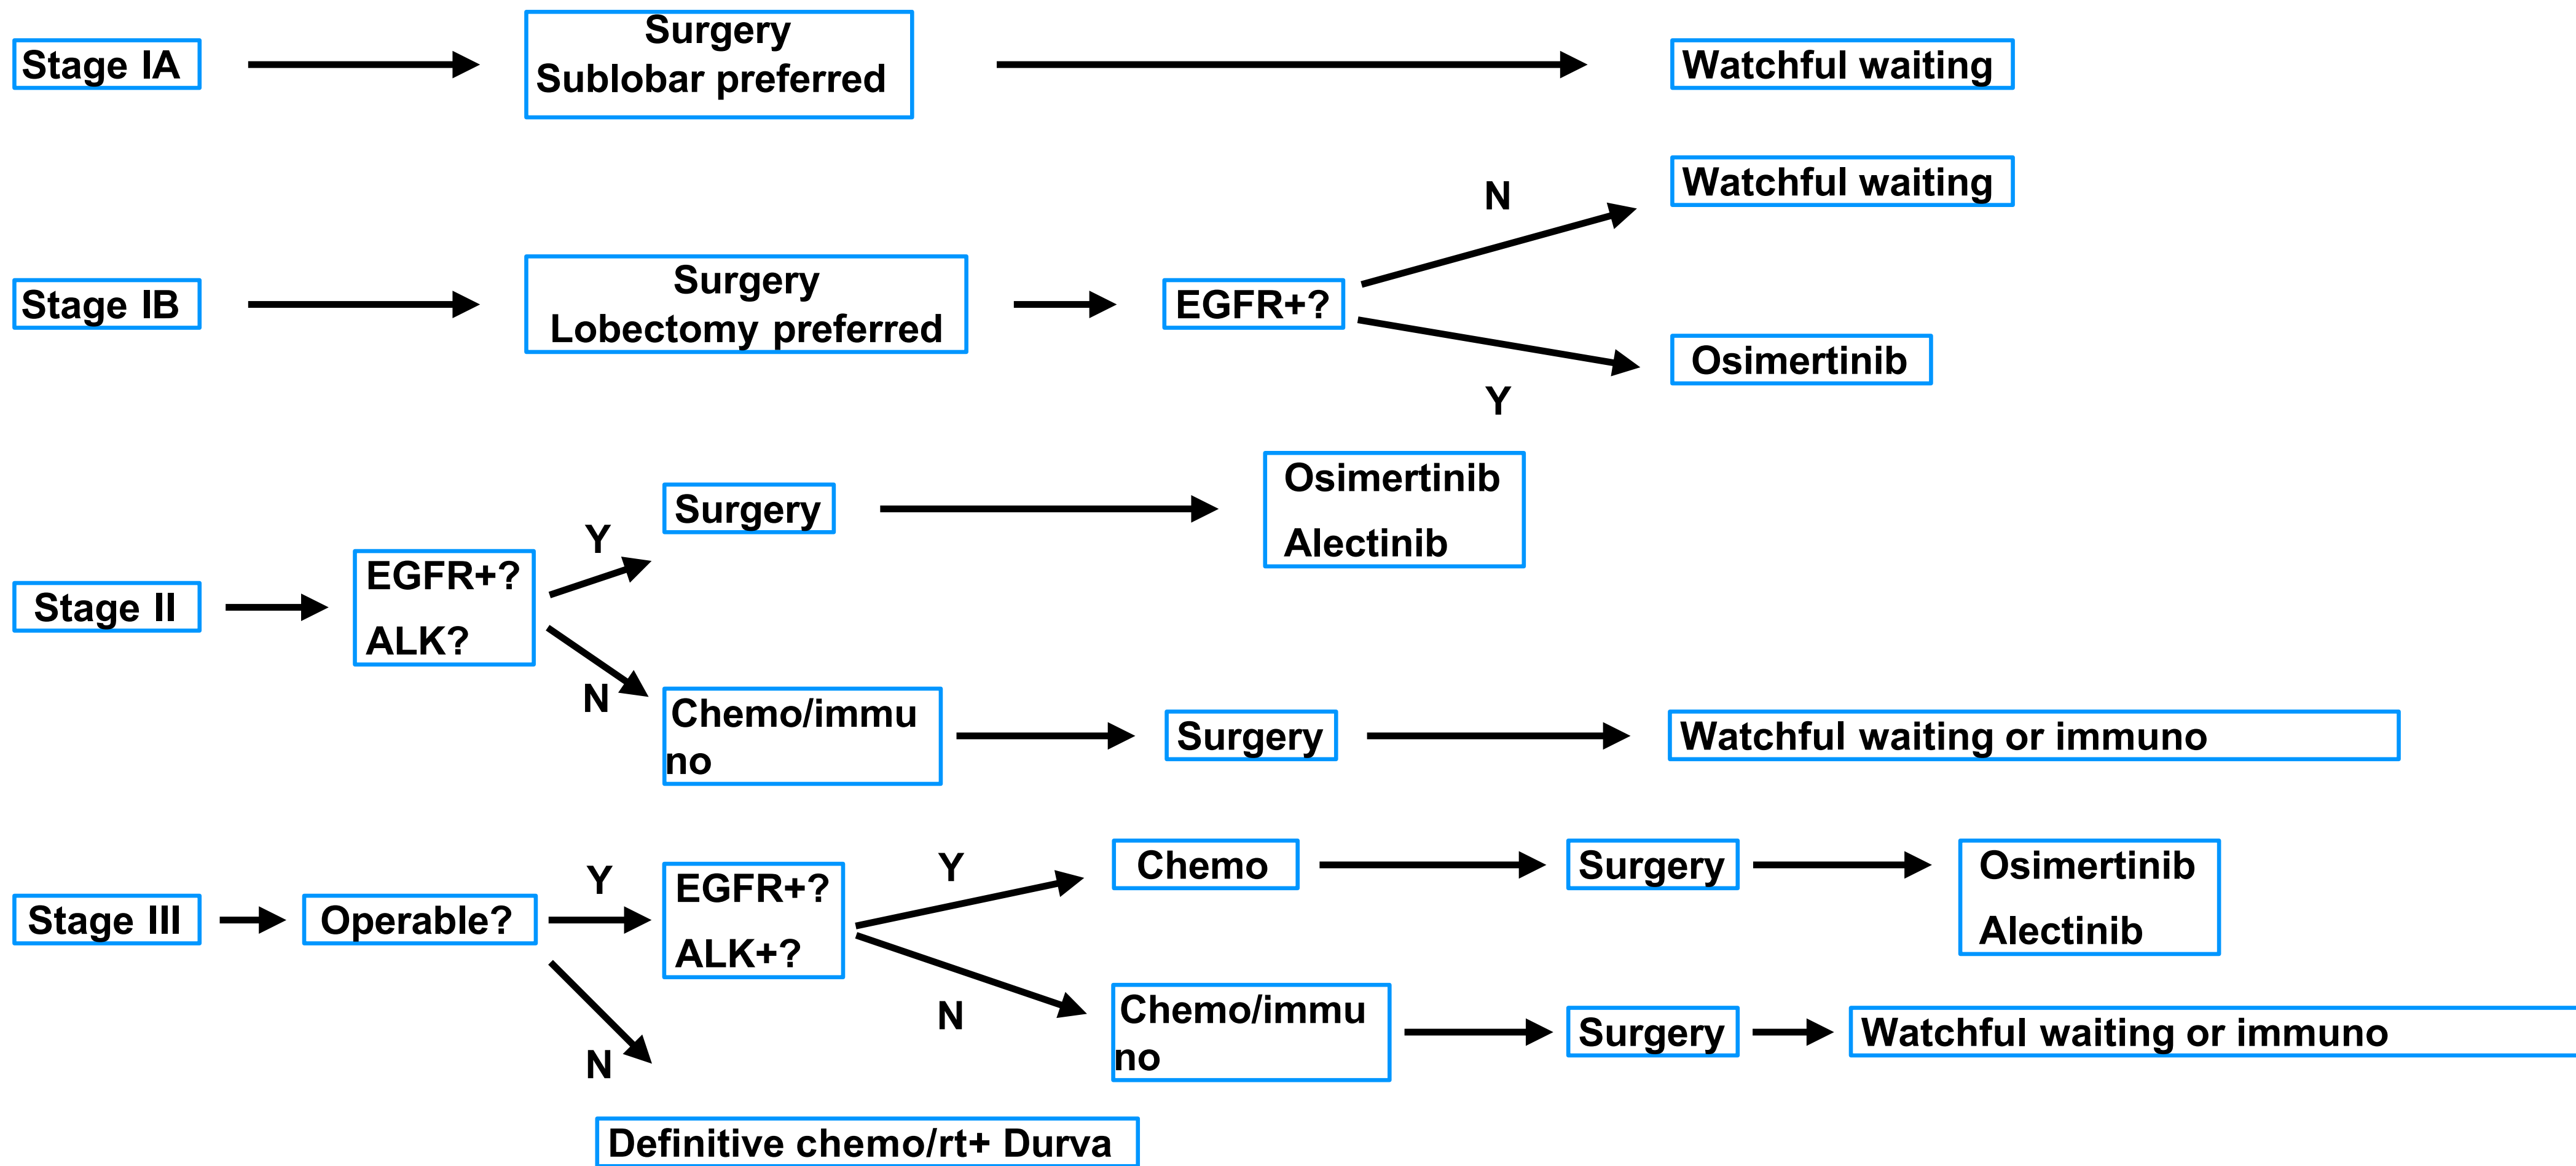 Stage IA
Surgery
Sublobar preferred
Watchful waiting
Stage IB
Surgery
Lobectomy preferred
EGFR+?
N
Watchful waiting
Y
Osimertinib
Stage II
EGFR+?
ALK?
Y
Surgery
Osimertinib
Alectinib
N
Chemo/immu
no
Surgery
Watchful waiting or immuno
Stage III
Operable?
Y
EGFR+?
ALK+?
Y
Chemo
Surgery
Osimertinib
Alectinib
N
Chemo/immu
no
Surgery
Watchful waiting or immuno
N
Definitive chemo/rt+ Durva